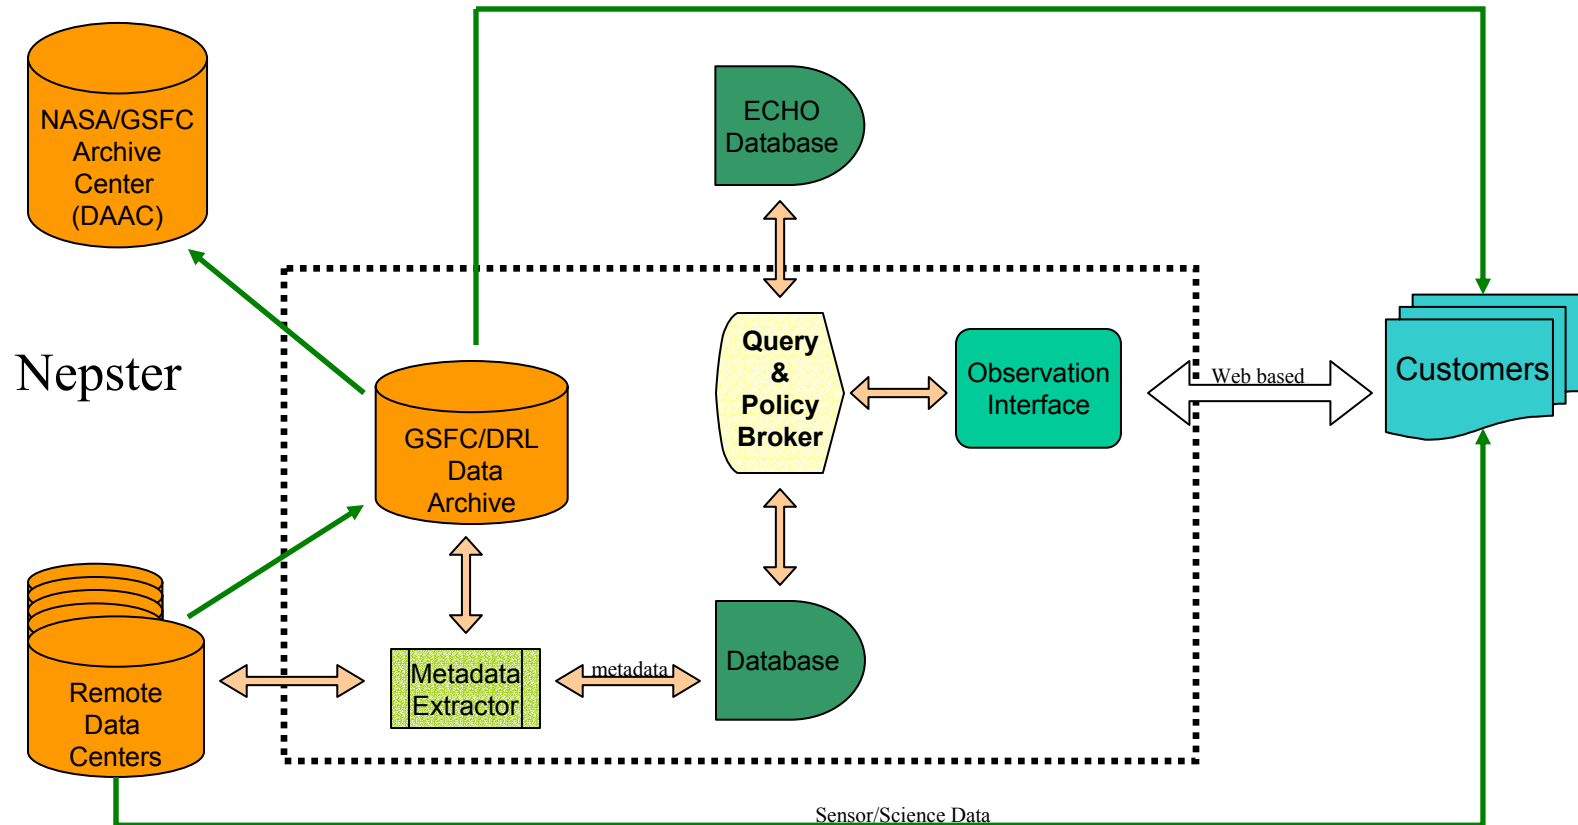 NASA/GSFC
Archive
Center
(DAAC)
ECHO
Database
Nepster
GSFC/DRL
Data
Archive
Query
&
Policy
Broker
Observation
Interface
Web based
Customers
Remote
Data
Centers
Metadata
Extractor
metadata
Database
Sensor/Science Data